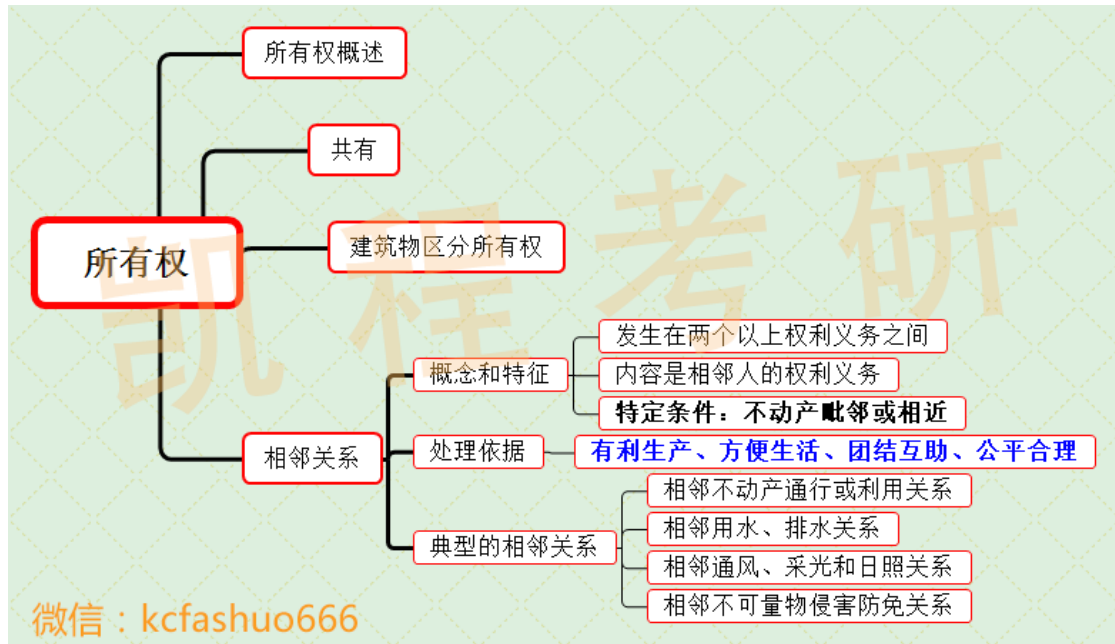 所有权概述
共有
建筑物区分所有权
所有权
相邻关系
概念和特征
发生在两个以上权利义务之间
内容是相邻人的权利义务
特定条件：不动产毗邻或相近
处理依据
有利生产、方便生活、团结互助、公平合理
典型的相邻关系
相邻不动产通行或利用关系
相邻用水、排水关系
相邻通风、采光和日照关系
相邻不可量物侵害防免关系
凯程考研
微信：kcfashuo666